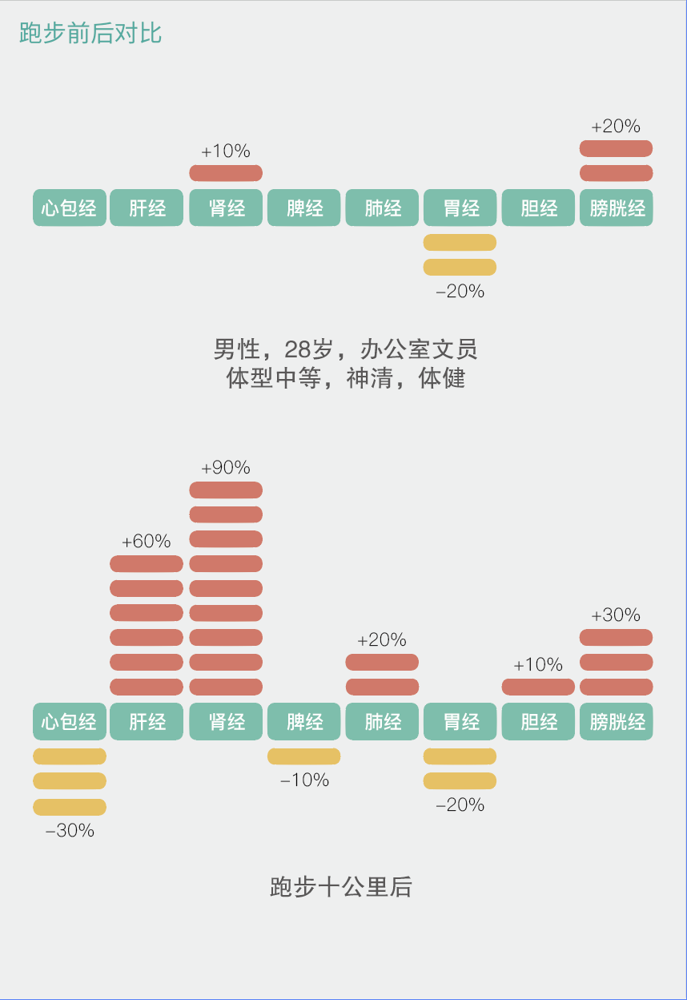 跑步前后对比
+20%
+10%
心包经 肝经 肾经 脾经 肺经 胃经 胆经 膀胱经
–20%
男性，28岁，办公室文员
体型中等，神清，体健
+90%
+60%
+30%
+20%
+10%
心包经 肝经 肾经 脾经 肺经 胃经 胆经 膀胱经
–10%
–20%
–30%
跑步十公里后